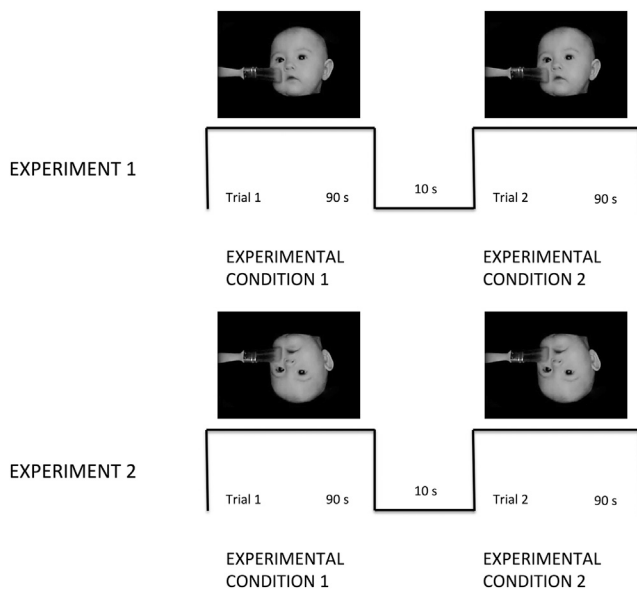 EXPERIMENT 1
10 s
Trial 1 90 s
Trial 2 90 s
EXPERIMENTAL
CONDITION 1
EXPERIMENTAL
CONDITION 2
EXPERIMENT 2
10 s
Trial 1 90 s
Trial 2 90 s
EXPERIMENTAL
CONDITION 1
EXPERIMENTAL
CONDITION 2